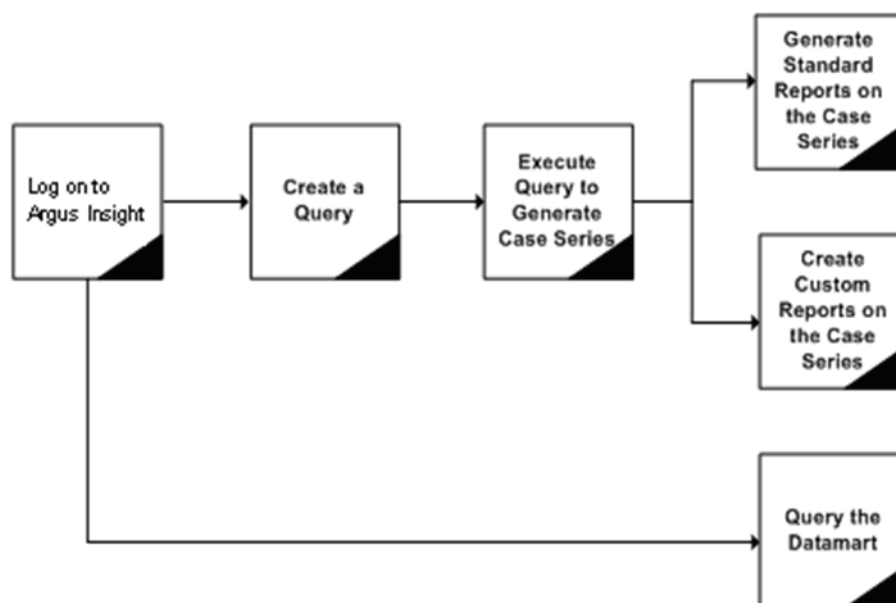 Log on to
Argus Insight
Create a
Query
Execute
Query to
Generate
Case Series
Generate
Standard
Reports on
the Case
Series
Create
Custom
Reports on
the Case
Series
Query the
Datamart